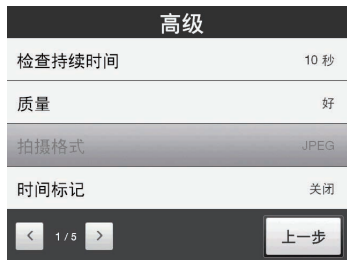 高级
检查持续时间 10 秒
质量 好
拍摄格式 JPEG
时间标记 关闭
< 1/5 > 上一步